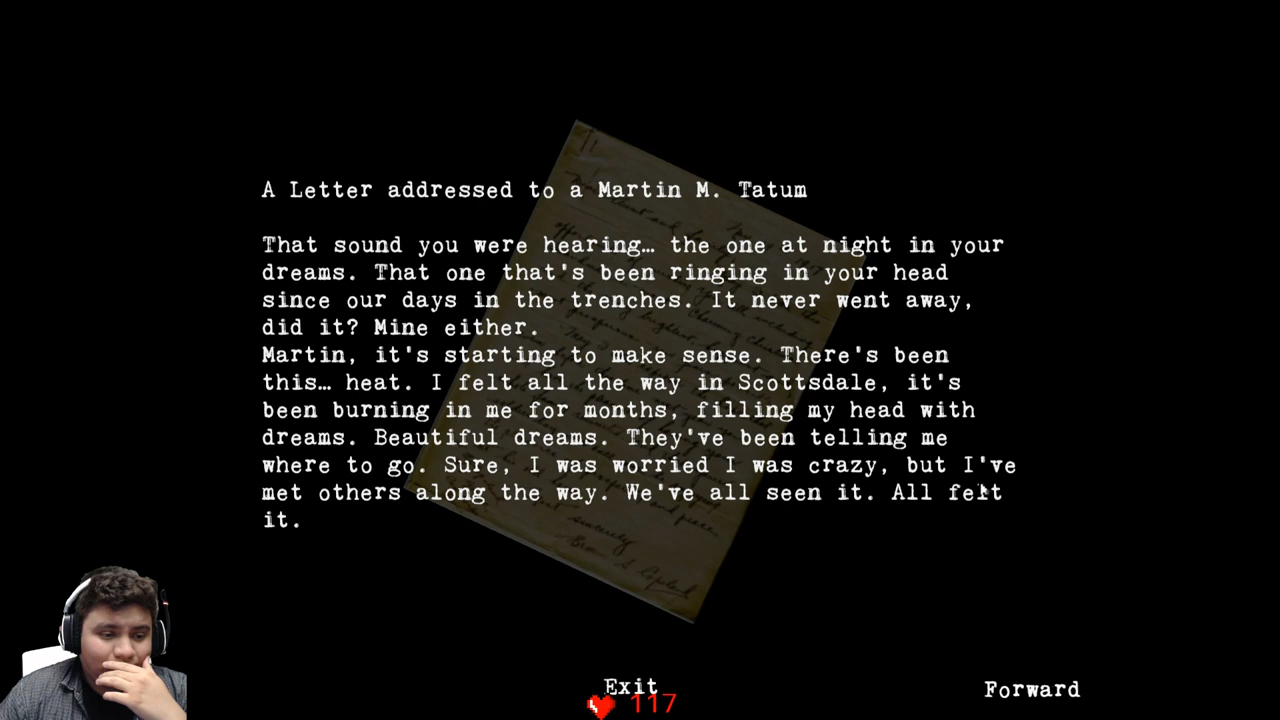 A Letter addressed to a Martin M. Tatum
That sound you were hearing… the one at night in your
dreams. That one that's been ringing in your head
since our days in the trenches. It never went away,
did it? Mine either.
Martin, it's starting to make sense. There's been
this… heat. I felt all the way in Scottsdale, it's
been burning in me for months, filling my head with
dreams. Beautiful dreams. They've been telling me
where to go. Sure, I was worried I was crazy, but I've
met others along the way. We've all seen it. All felt
it.
Exit
117
Forward